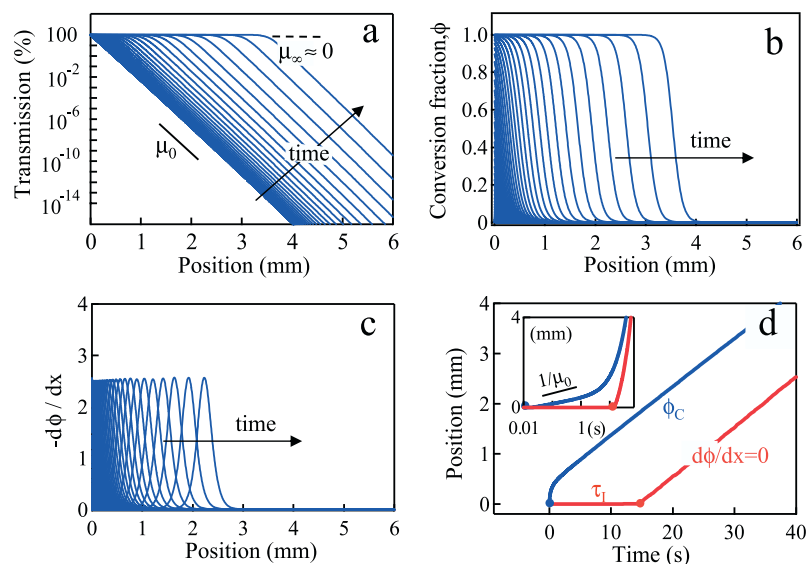 a
Transmission (%)
100
10⁻²
10⁻⁶
10⁻¹⁰
10⁻¹⁴
μ∞ ≈ 0
μ₀
time
0 1 2 3 4 5 6
Position (mm)
b
Conversion fraction,ϕ
1.0
0.8
0.6
0.4
0.2
0
time
0 1 2 3 4 5 6
Position (mm)
c
-dϕ / dx
4
3
2
1
0
time
0 1 2 3 4 5 6
Position (mm)
d
Position (mm)
4
3
2
1
0
4
(mm)
1/μ₀
0
0.01 1 (s)
ϕC
dϕ/dx=0
τI
0 10 20 30 40
Time (s)